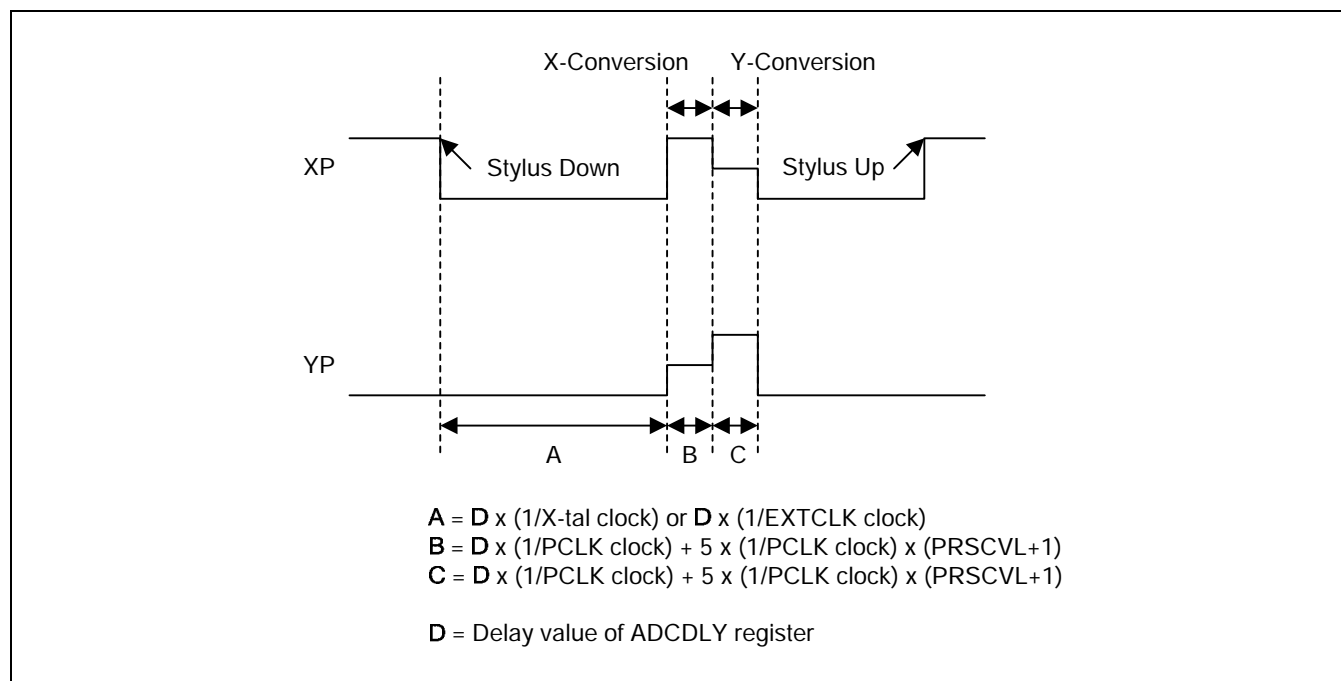 X-Conversion Y-Conversion
XP
Stylus Down
Stylus Up
YP
A
B
C
A = D x (1/X-tal clock) or D x (1/EXTCLK clock)
B = D x (1/PCLK clock) + 5 x (1/PCLK clock) x (PRSCVL+1)
C = D x (1/PCLK clock) + 5 x (1/PCLK clock) x (PRSCVL+1)
D = Delay value of ADCDLY register